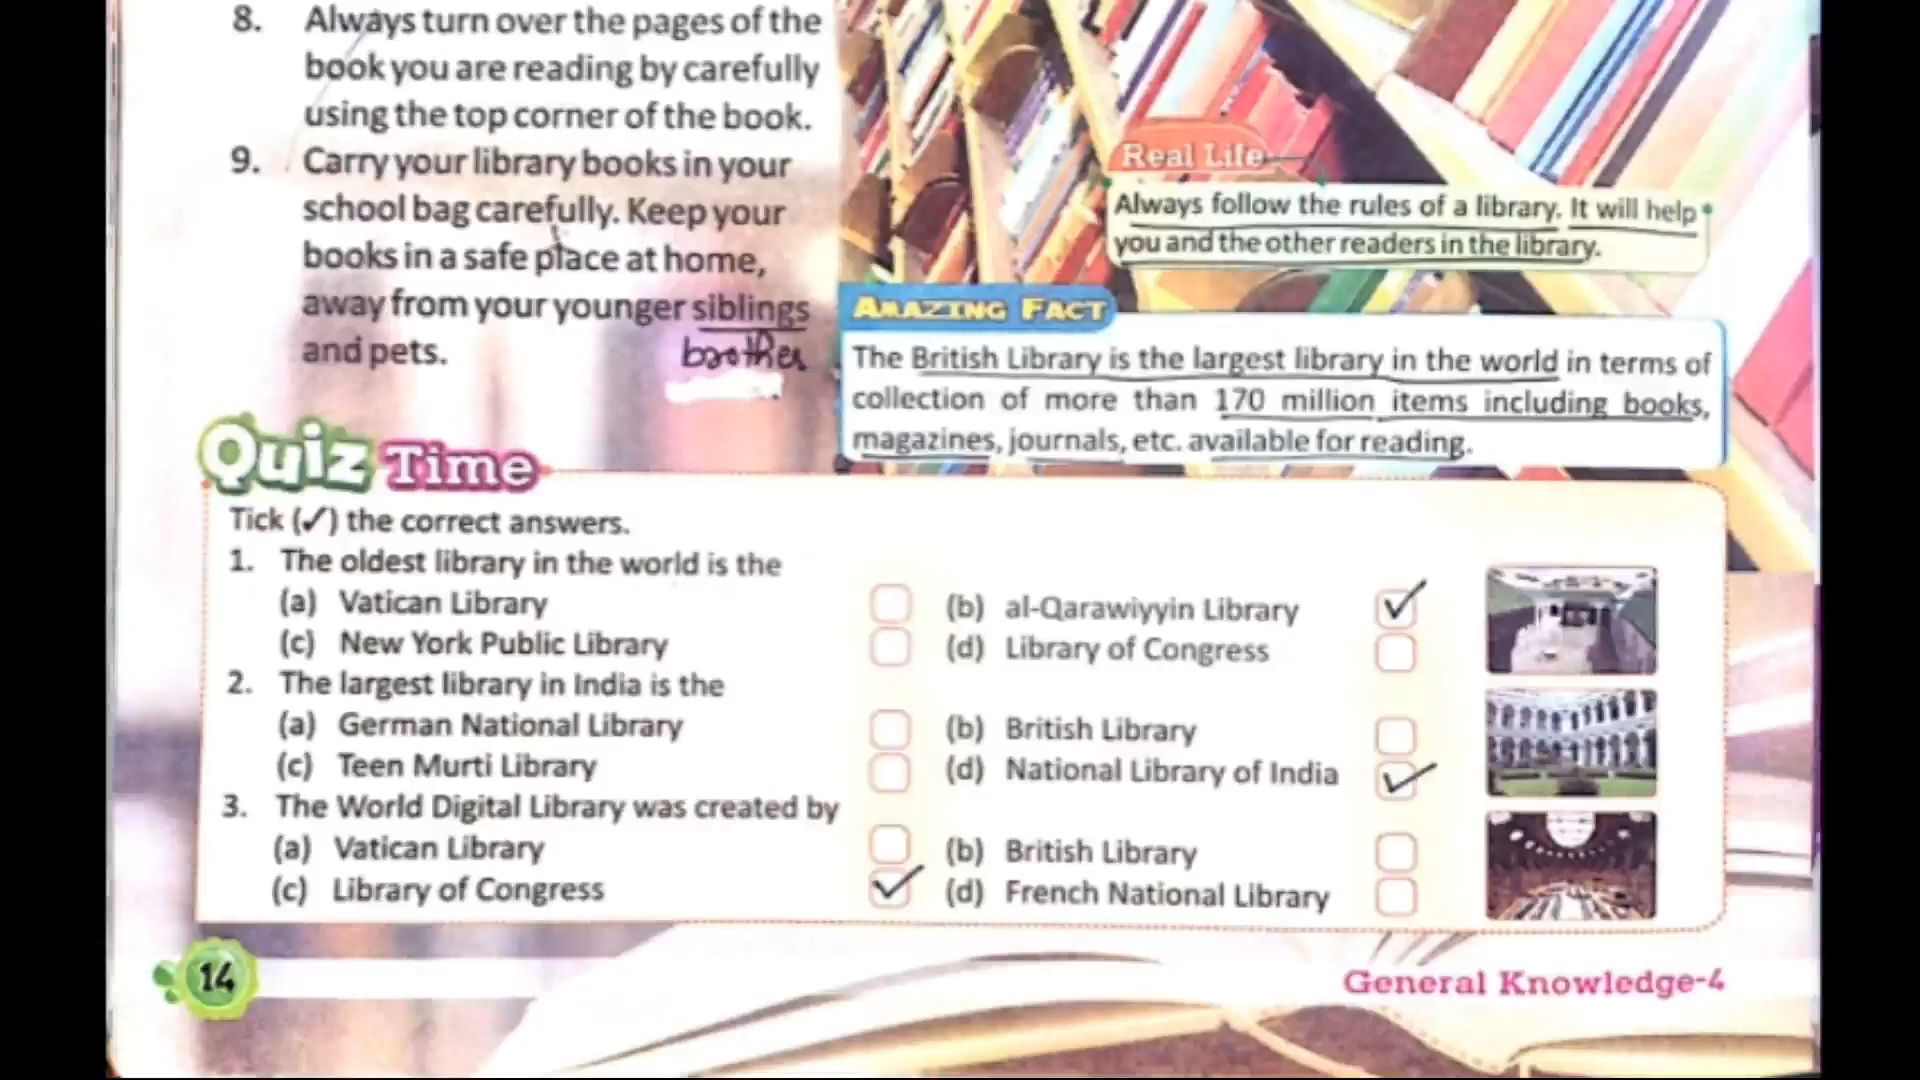 8. Always turn over the pages of the
book you are reading by carefully
using the top corner of the book.
9. Carry your library books in your
school bag carefully. Keep your
books in a safe place at home,
away from your younger siblings
and pets.
brother
Real Life
Always follow the rules of a library. It will help
you and the other readers in the library.
AMAZING FACT
The British Library is the largest library in the world in terms of
collection of more than 170 million items including books,
magazines, journals, etc. available for reading.
Quiz Time
Tick (✓) the correct answers.
1. The oldest library in the world is the
(a) Vatican Library (b) al-Qarawiyyin Library ✓
(c) New York Public Library (d) Library of Congress
2. The largest library in India is the
(a) German National Library (b) British Library
(c) Teen Murti Library (d) National Library of India ✓
3. The World Digital Library was created by
(a) Vatican Library (b) British Library
(c) Library of Congress ✓ (d) French National Library
14
General Knowledge-4